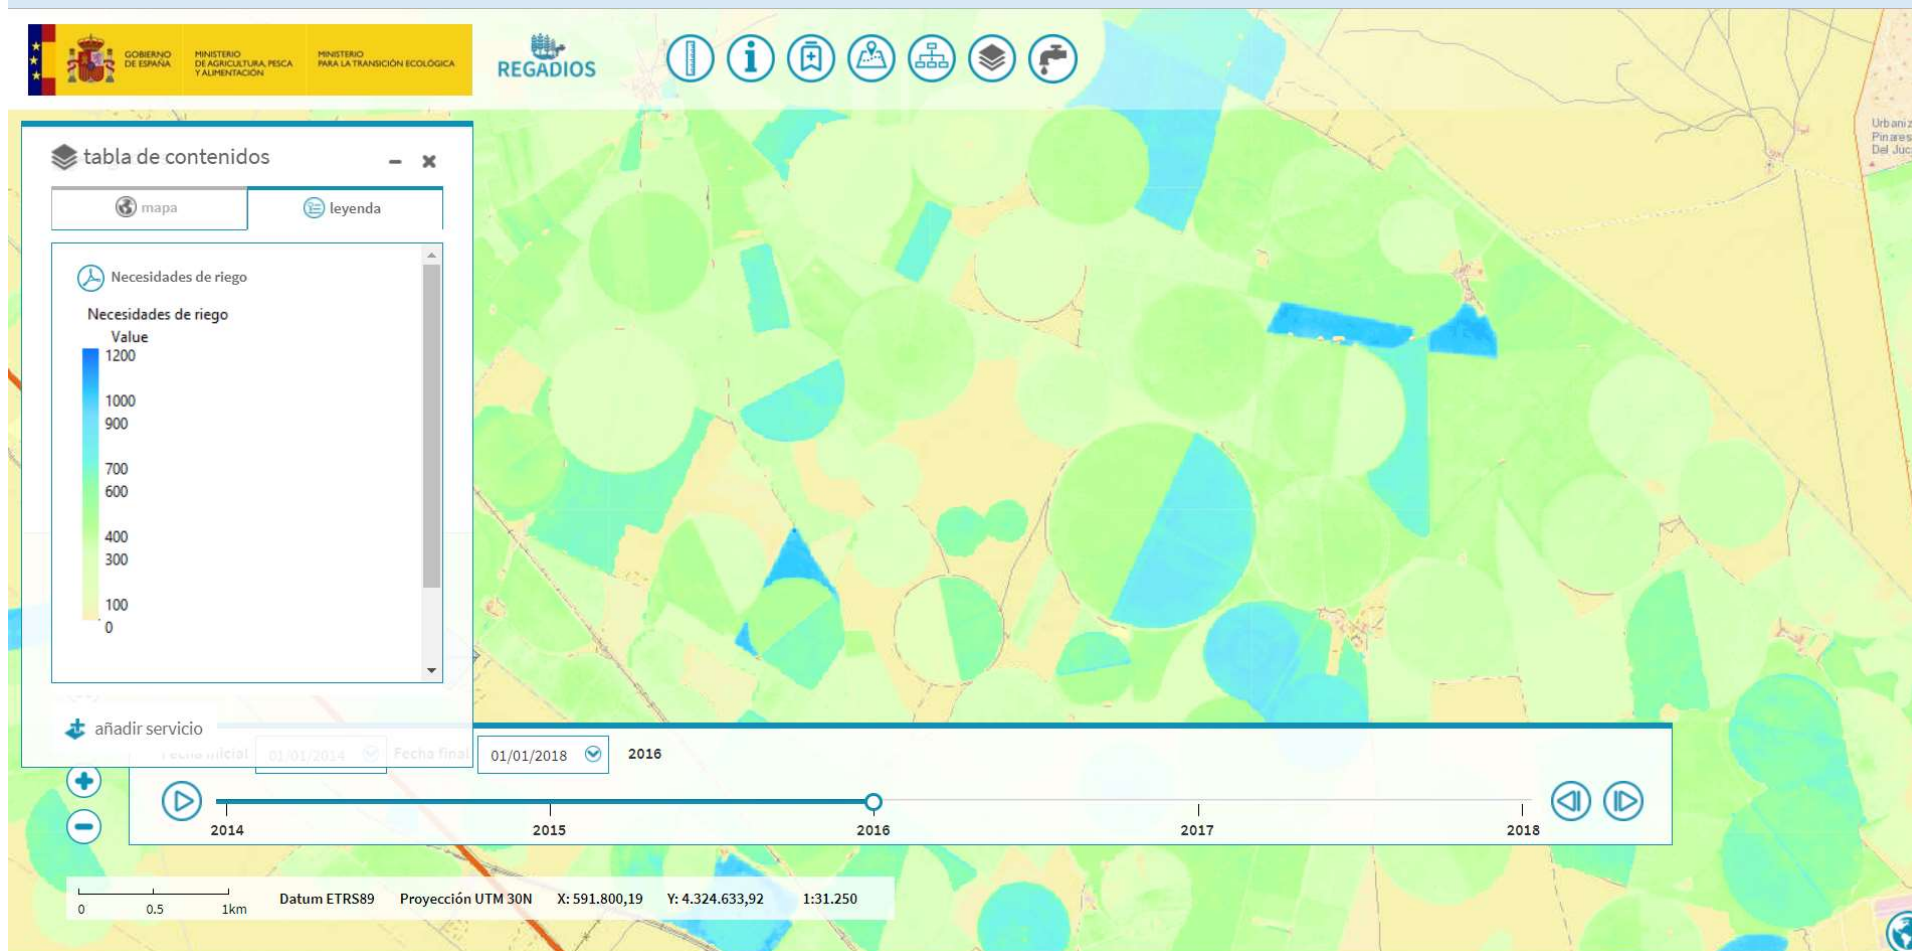 GOBIERNO
DE ESPAÑA
MINISTERIO
DE AGRICULTURA, PESCA
Y ALIMENTACIÓN
MINISTERIO
PARA LA TRANSICIÓN ECOLÓGICA
REGADIOS
Urbaniz
Pinares
Del Juc
tabla de contenidos
mapa
leyenda
Necesidades de riego
Necesidades de riego
Value
1200
1000
900
700
600
400
300
100
0
añadir servicio
Fecha inicial 01/01/2014 Fecha final 01/01/2018 2016
2014 2015 2016 2017 2018
0 0.5 1km Datum ETRS89 Proyección UTM 30N X: 591.800,19 Y: 4.324.633,92 1:31.250